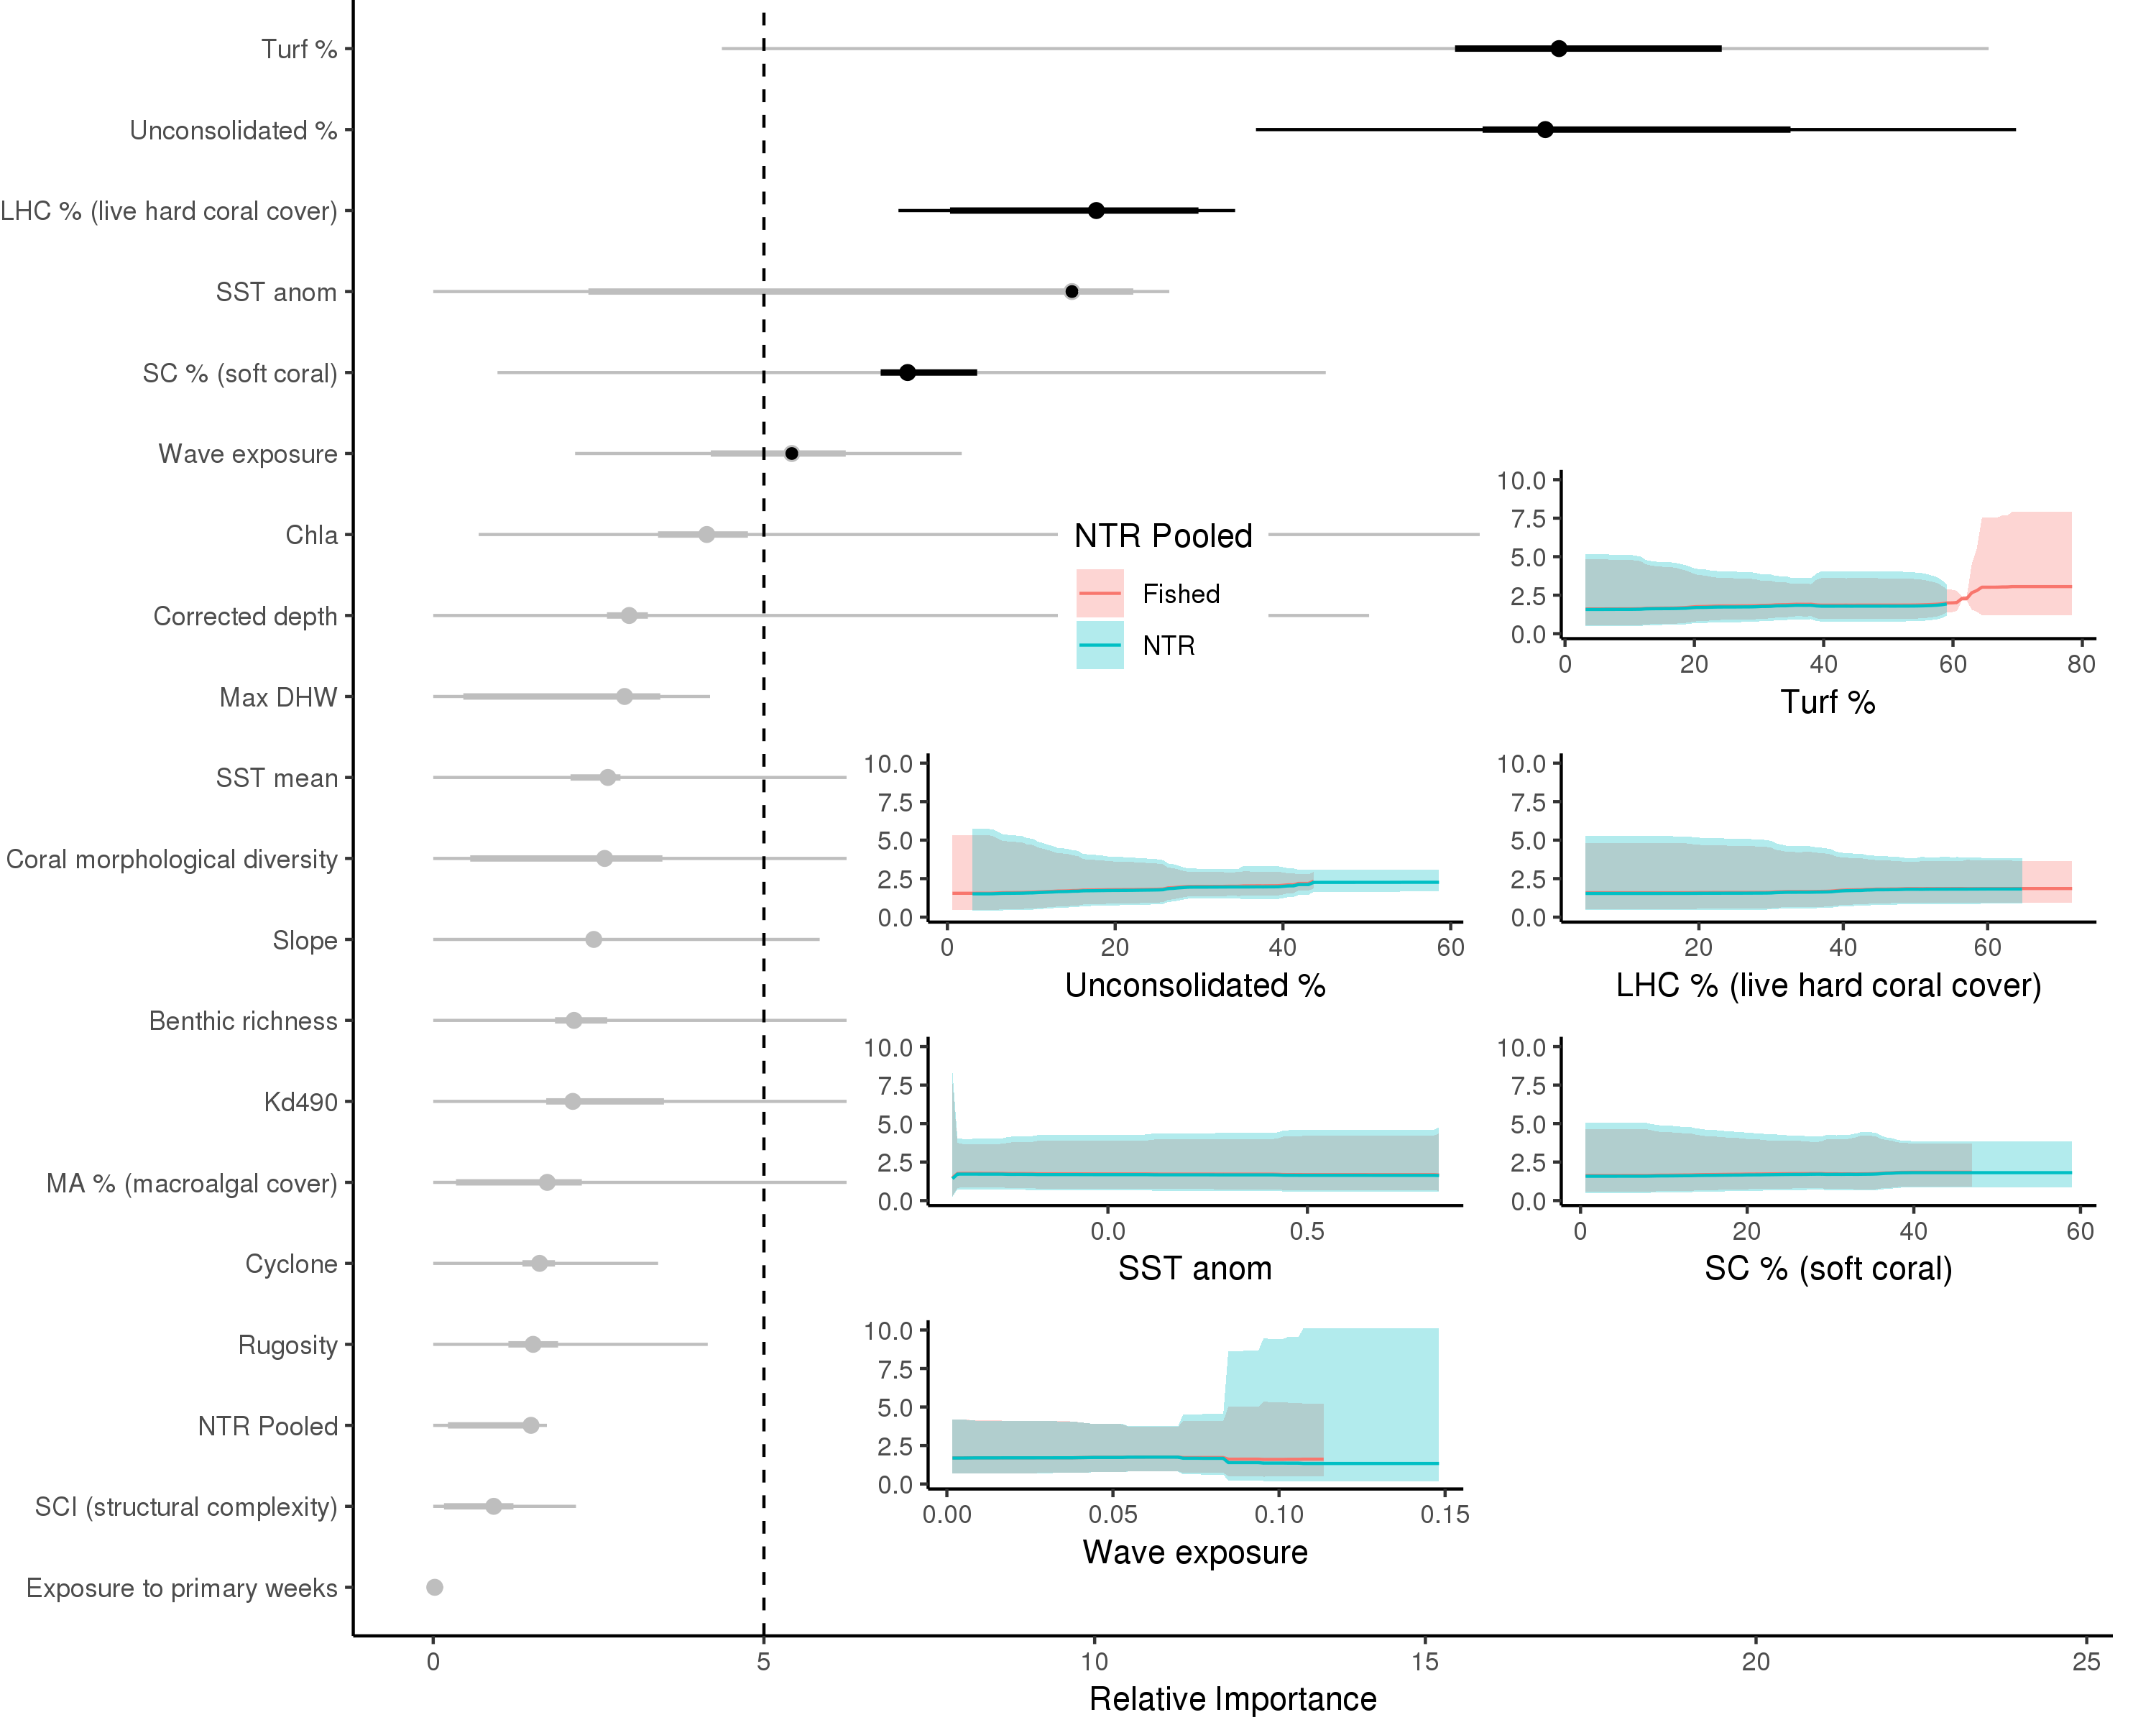 Turf %
Unconsolidated %
LHC % (live hard coral cover)
SST anom
SC % (soft coral)
Wave exposure
Chla
Corrected depth
Max DHW
SST mean
Coral morphological diversity
Slope
Benthic richness
Kd490
MA % (macroalgal cover)
Cyclone
Rugosity
NTR Pooled
SCI (structural complexity)
Exposure to primary weeks
0 5 10 15 20 25
Relative Importance
NTR Pooled
Fished
NTR
10.0
7.5
5.0
2.5
0.0
0 20 40 60 80
Turf %
10.0
7.5
5.0
2.5
0.0
0 20 40 60
Unconsolidated %
10.0
7.5
5.0
2.5
0.0
20 40 60
LHC % (live hard coral cover)
10.0
7.5
5.0
2.5
0.0
0.0 0.5
SST anom
10.0
7.5
5.0
2.5
0.0
0 20 40 60
SC % (soft coral)
10.0
7.5
5.0
2.5
0.0
0.00 0.05 0.10 0.15
Wave exposure